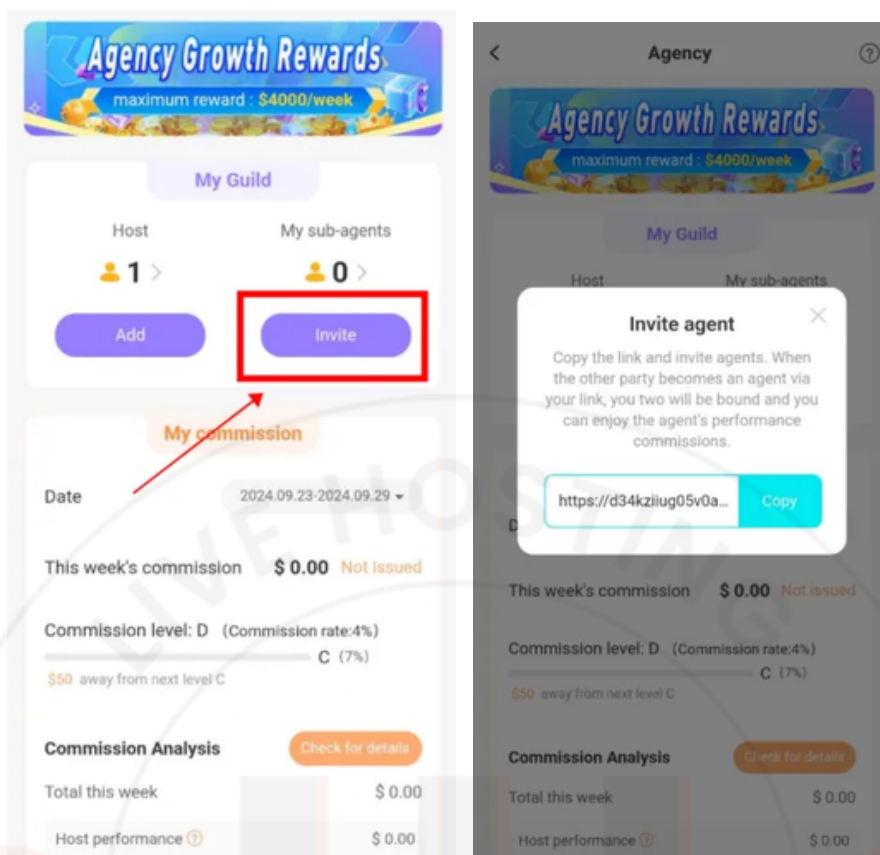 Agency Growth Rewards
maximum reward : $4000/week
My Guild
Host
My sub-agents
1 >
0 >
Add
Invite
My commission
Date
2024.09.23-2024.09.29
This week's commission
$ 0.00 Not issued
Commission level: D (Commission rate:4%)
C (7%)
$50 away from next level C
Commission Analysis
Check for details
Total this week
$ 0.00
Host performance ?
$ 0.00
< Agency ?
Agency Growth Rewards
maximum reward : $4000/week
My Guild
Host
My sub-agents
Invite agent
Copy the link and invite agents. When
the other party becomes an agent via
your link, you two will be bound and you
can enjoy the agent's performance
commissions.
https://d34kziiug05v0a...
Copy
D
This week's commission
$ 0.00 Not issued
Commission level: D (Commission rate:4%)
C (7%)
$50 away from next level C
Commission Analysis
Check for details
Total this week
$ 0.00
Host performance ?
$ 0.00
LIVE HOSTING